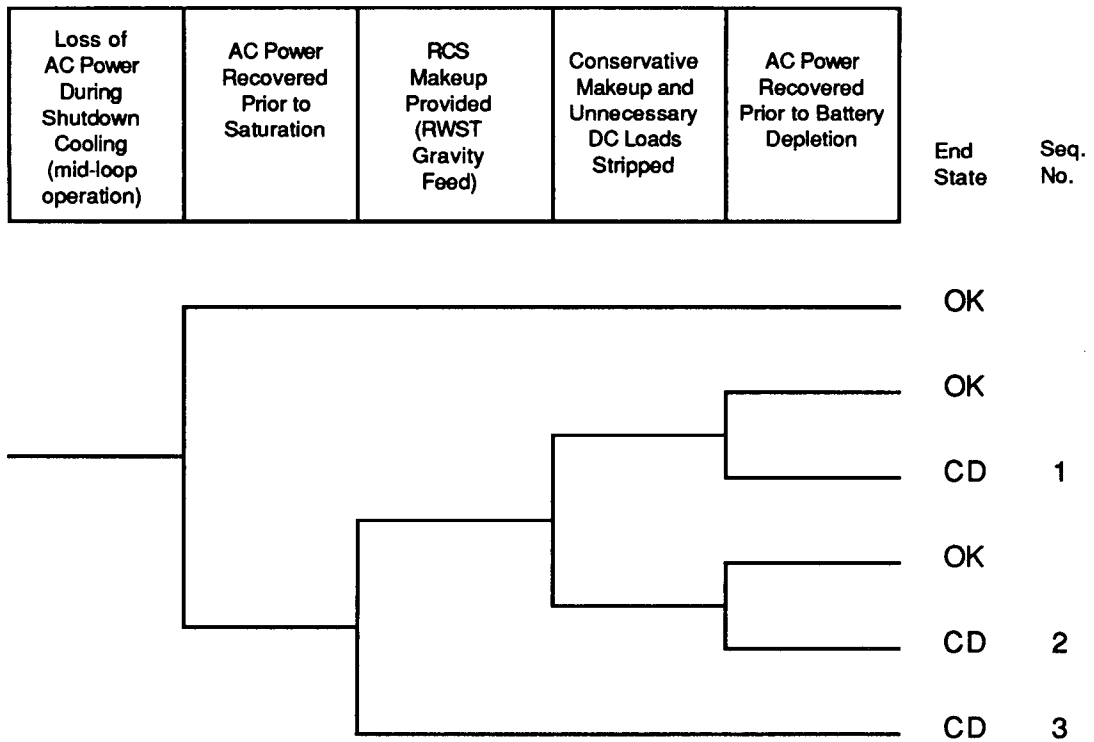 Loss of
AC Power
During
Shutdown
Cooling
(mid-loop
operation)
AC Power
Recovered
Prior to
Saturation
RCS
Makeup
Provided
(RWST
Gravity
Feed)
Conservative
Makeup and
Unnecessary
DC Loads
Stripped
AC Power
Recovered
Prior to Battery
Depletion
End
State
Seq.
No.
OK
OK
CD 1
OK
CD 2
CD 3